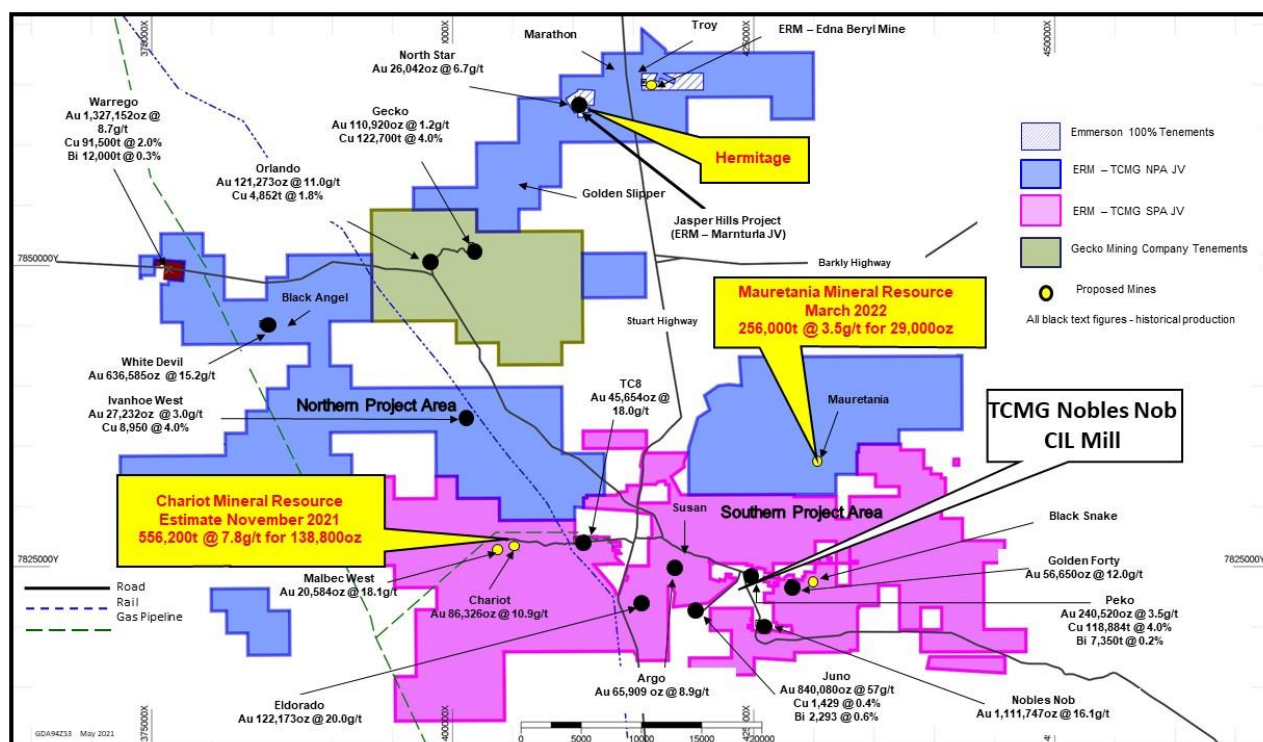 375000X
400000X
425000X
450000X
ERM – Edna Beryl Mine
Troy
Marathon
North Star
Au 26,042oz @ 6.7g/t
Warrego
Au 1,327,152oz @
8.7g/t
Cu 91,500t @ 2.0%
Bi 12,000t @ 0.3%
Gecko
Au 110,920oz @ 1.2g/t
Cu 122,700t @ 4.0%
Orlando
Au 121,273oz @ 11.0g/t
Cu 4,852t @ 1.8%
Hermitage
Golden Slipper
Jasper Hills Project
(ERM – Marnturla JV)
Emmerson 100% Tenements
ERM – TCMG NPA JV
ERM – TCMG SPA JV
Gecko Mining Company Tenements
Proposed Mines
All black text figures - historical production
7850000Y
7850000Y
Barkly Highway
Stuart Highway
Black Angel
White Devil
Au 636,585oz @ 15.2g/t
Ivanhoe West
Au 27,232oz @ 3.0g/t
Cu 8,950 @ 4.0%
Northern Project Area
Mauretania Mineral Resource
March 2022
256,000t @ 3.5g/t for 29,000oz
TC8
Au 45,654oz @
18.0g/t
Mauretania
TCMG Nobles Nob
CIL Mill
Chariot Mineral Resource
Estimate November 2021
556,200t @ 7.8g/t for 138,800oz
Susan
Southern Project Area
Black Snake
7825000Y
7825000Y
Golden Forty
Au 56,650oz @ 12.0g/t
Malbec West
Au 20,584oz @ 18.1g/t
Chariot
Au 86,326oz @ 10.9g/t
Peko
Au 240,520oz @ 3.5g/t
Cu 118,884t @ 4.0%
Bi 7,350t @ 0.2%
Road
Rail
Gas Pipeline
Eldorado
Au 122,173oz @ 20.0g/t
Argo
Au 65,909 oz @ 8.9g/t
Juno
Au 840,080oz @ 57g/t
Cu 1,429 @ 0.4%
Bi 2,293 @ 0.6%
Nobles Nob
Au 1,111,747oz @ 16.1g/t
GDA94Z53 May 2021
375000X
400000X
0
5000
10000
15000
20000